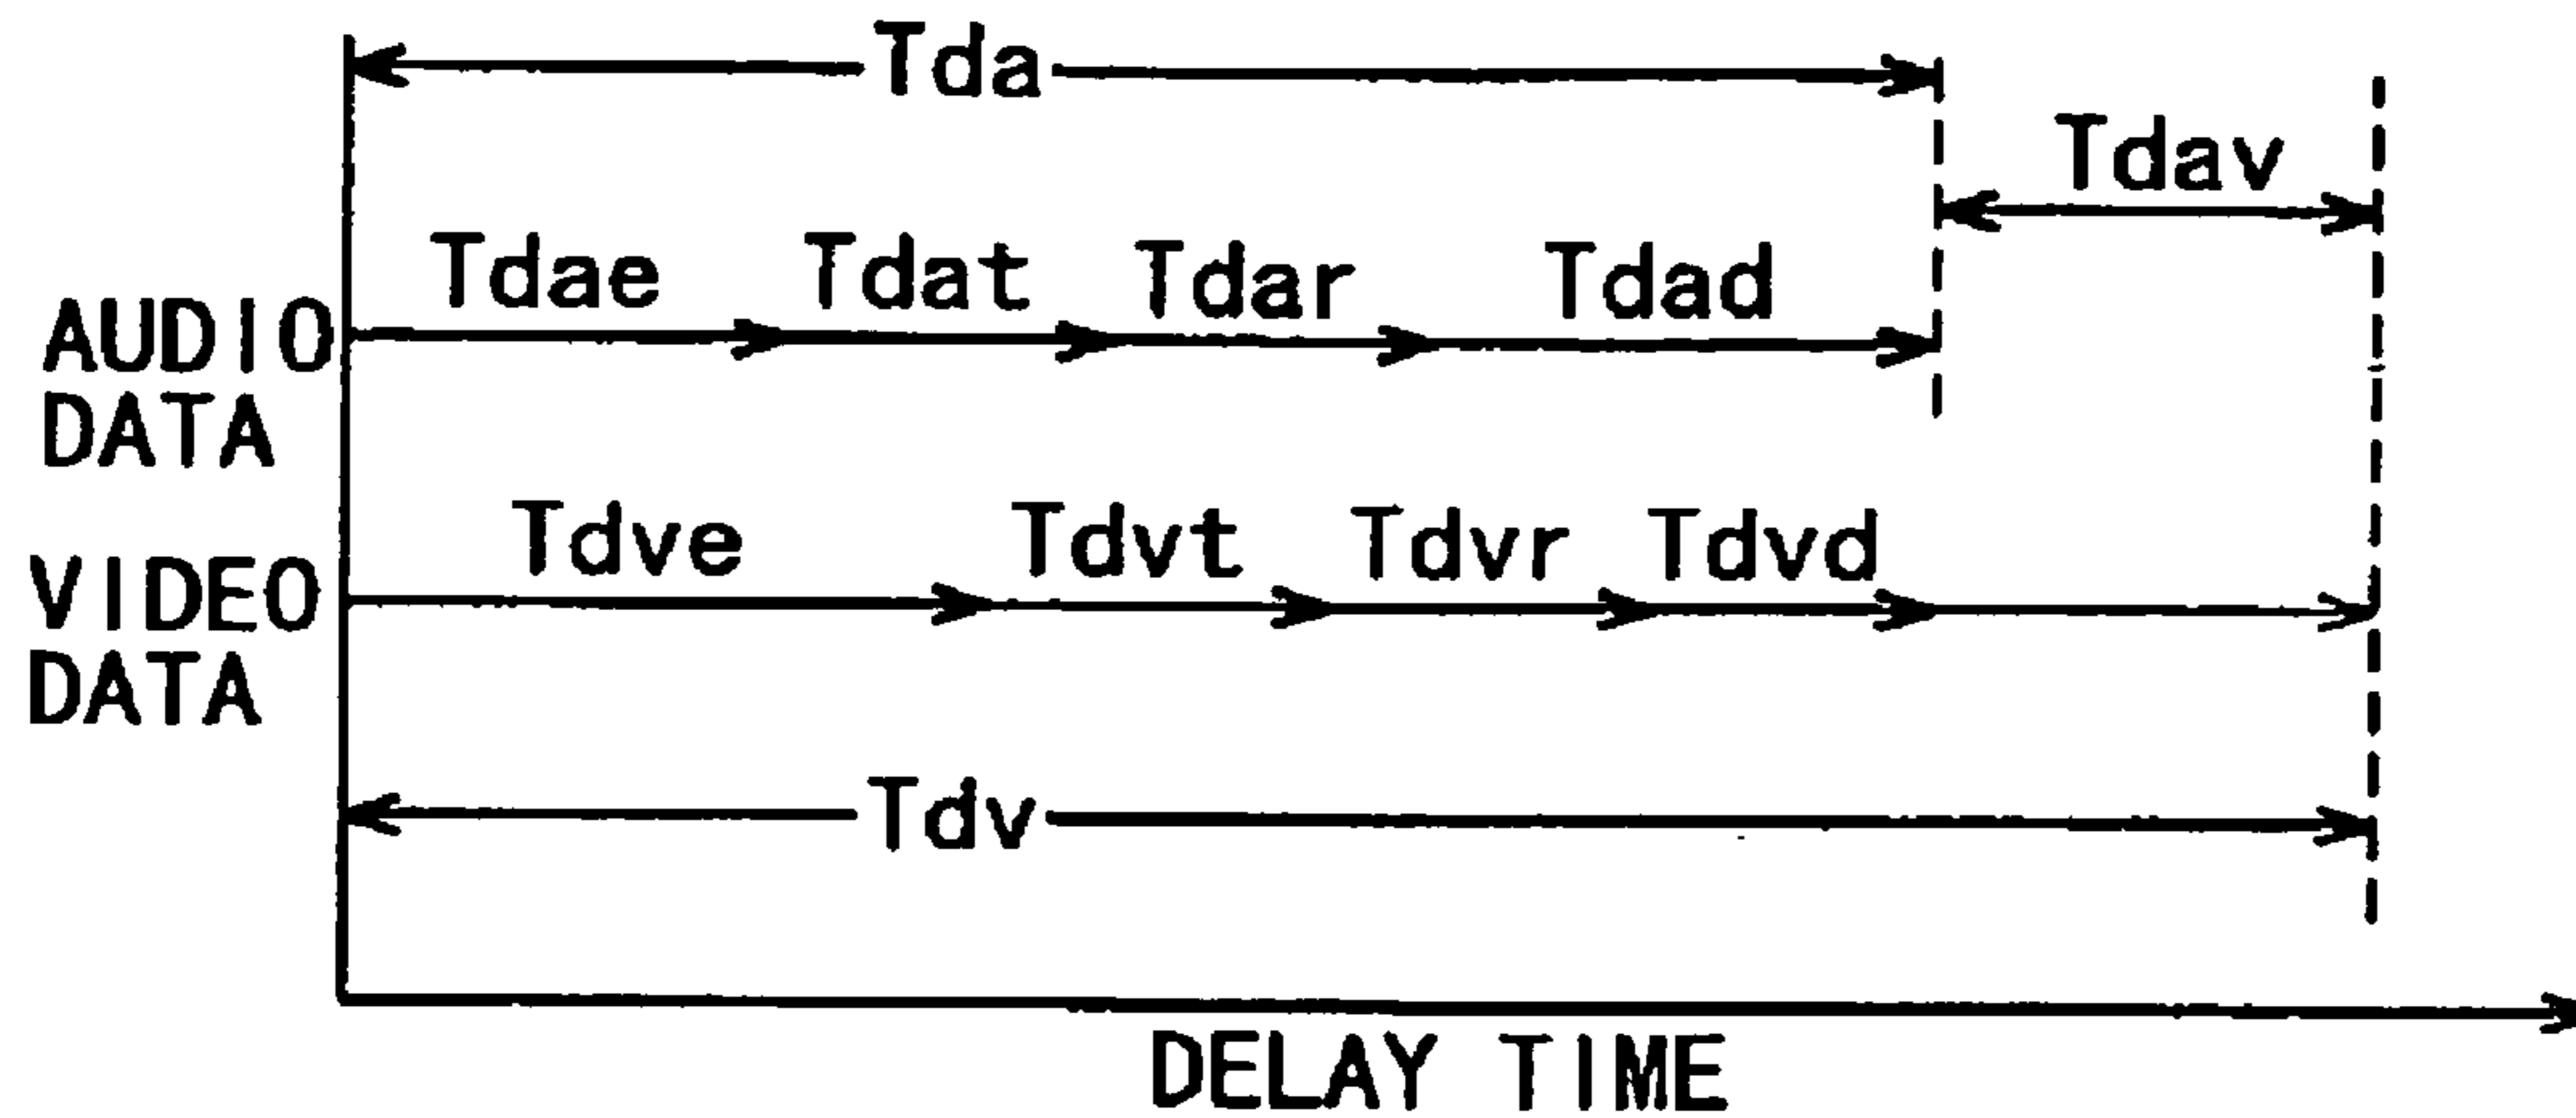 Tda
Tdav
Tdae Tdat Tdar Tdad
AUDIO
DATA
Tdve Tdvt Tdvr Tdvd
VIDEO
DATA
Tdv
DELAY TIME